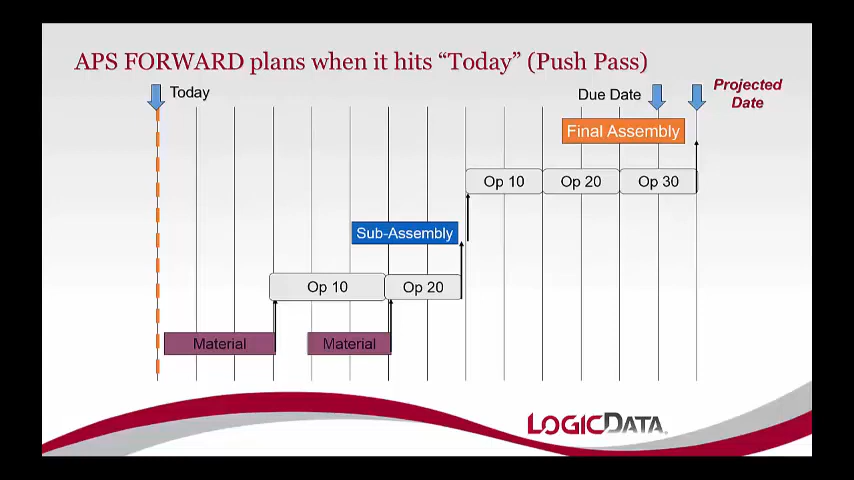 APS FORWARD plans when it hits “Today” (Push Pass)
Today
Due Date
Projected
Date
Final Assembly
Op 10
Op 20
Op 30
Sub-Assembly
Op 10
Op 20
Material
Material
LOGICDATA